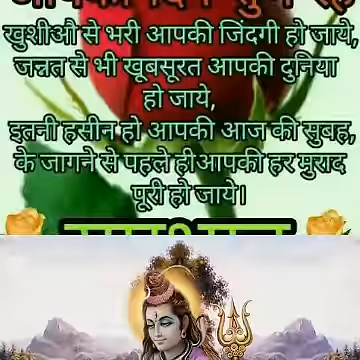 खुशीओ से भरी आपकी जिंदगी हो जाये,
जन्नत से भी खूबसूरत आपकी दुनिया
हो जाये,
इतनी हसीन हो आपकी आज की सुबह,
के जागने से पहले ही आपकी हर मुराद
पूरी हो जाये।